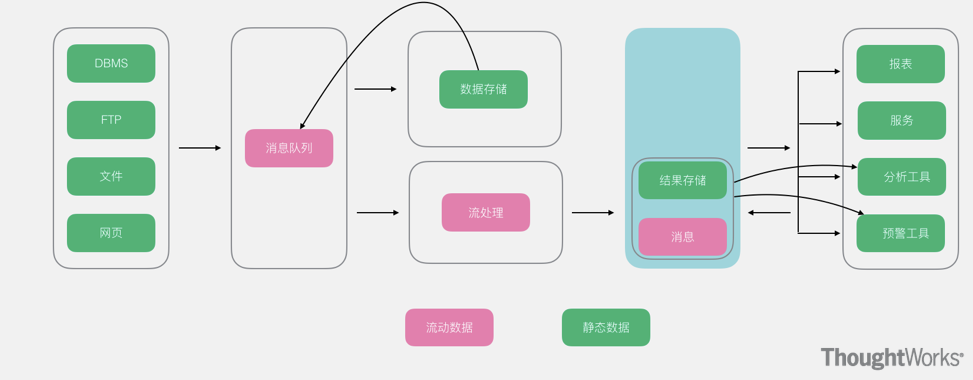 DBMS
FTP
文件
网页
消息队列
数据存储
流处理
结果存储
消息
报表
服务
分析工具
预警工具
流动数据
静态数据
ThoughtWorks®